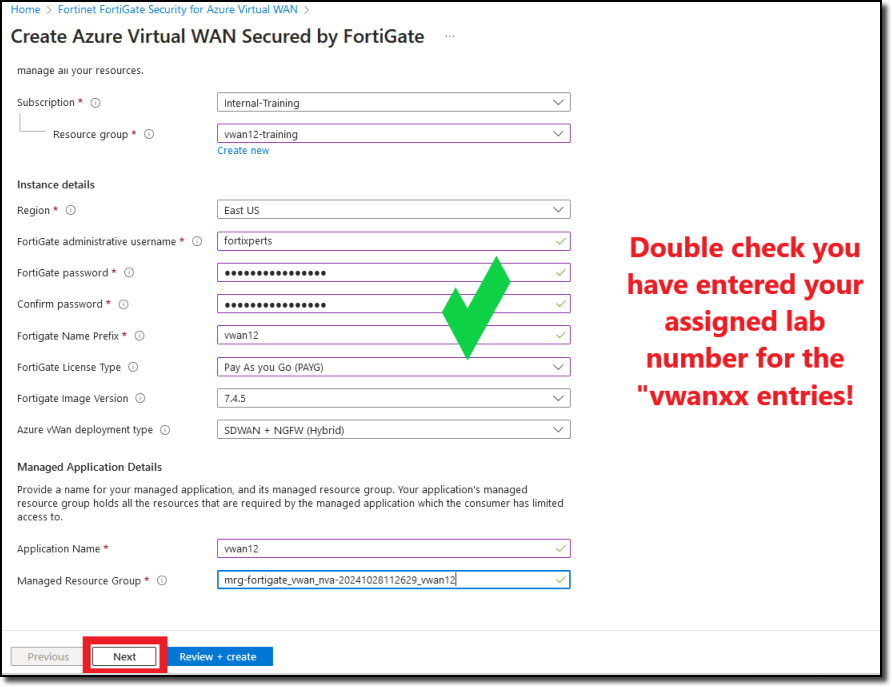 Home > Fortinet FortiGate Security for Azure Virtual WAN >
Create Azure Virtual WAN Secured by FortiGate ...
manage all your resources.
Subscription * Internal-Training
Resource group * vwan12-training
Create new
Instance details
Region * East US
FortiGate administrative username * fortixperts
FortiGate password * ●●●●●●●●●●●●●●●●
Confirm password * ●●●●●●●●●●●●●●●●
Fortigate Name Prefix * vwan12
FortiGate License Type Pay As you Go (PAYG)
Fortigate Image Version 7.4.5
Azure vWan deployment type SDWAN + NGFW (Hybrid)
Managed Application Details
Provide a name for your managed application, and its managed resource group. Your application's managed
resource group holds all the resources that are required by the managed application which the consumer has limited
access to.
Application Name * vwan12
Managed Resource Group * mrg-fortigate_vwan_nva-20241028112629_vwan12
Previous Next Review + create
Double check you
have entered your
assigned lab
number for the
"vwanxx entries!